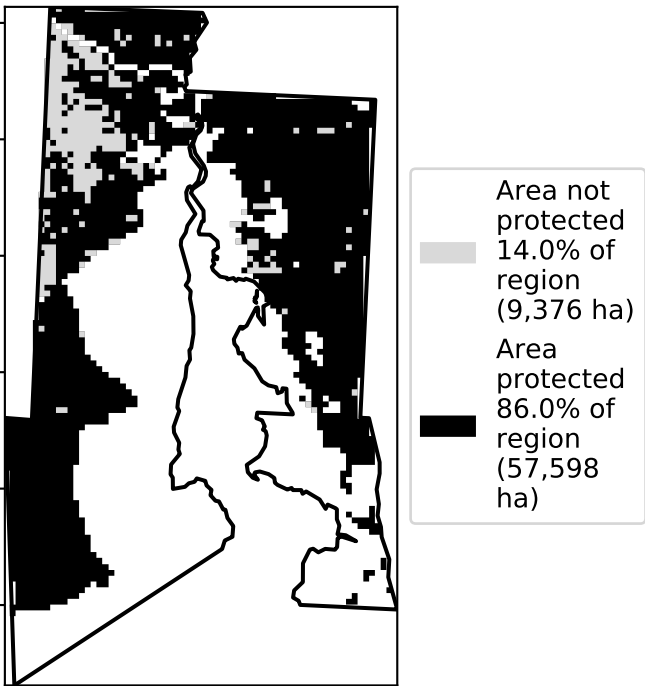 Area not
protected
14.0% of
region
(9,376 ha)
Area
protected
86.0% of
region
(57,598
ha)